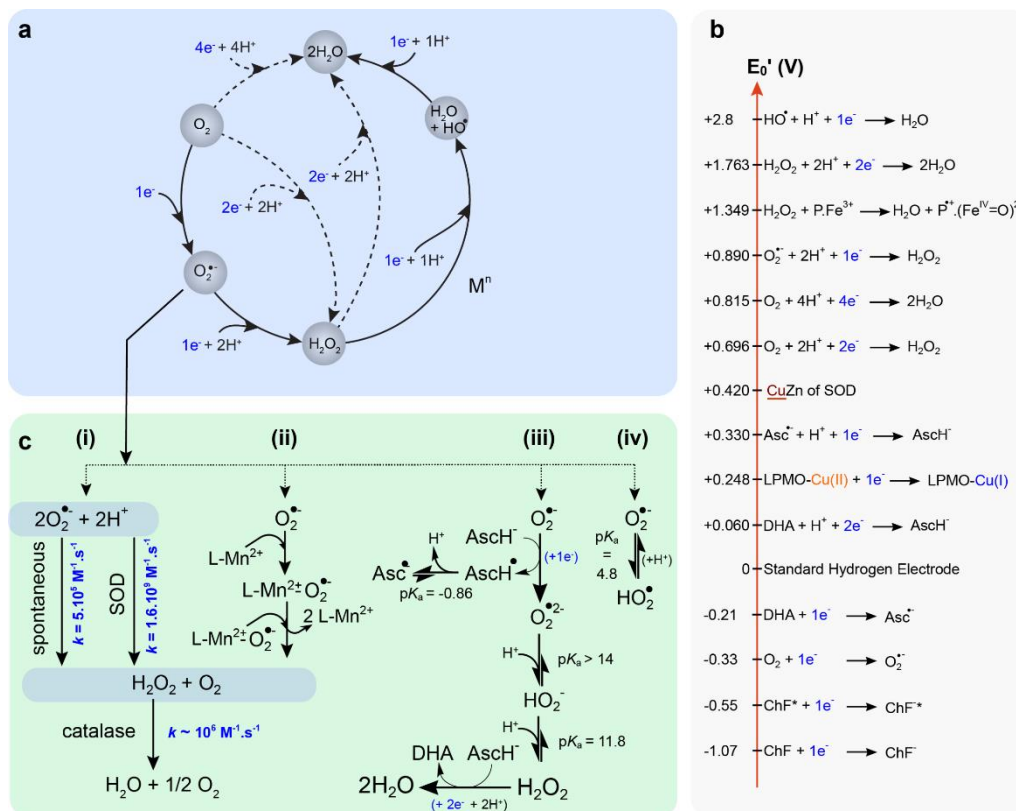 a
4e⁻ + 4H⁺
2H₂O
1e⁻ + 1H⁺
O₂
H₂O
+ HO•
1e⁻
2e⁻ + 2H⁺
2e⁻ + 2H⁺
1e⁻ + 1H⁺
O₂•⁻
Mⁿ
1e⁻ + 2H⁺
H₂O₂
b
E₀' (V)
+2.8 HO• + H⁺ + 1e⁻ → H₂O
+1.763 H₂O₂ + 2H⁺ + 2e⁻ → 2H₂O
+1.349 H₂O₂ + P.Fe³⁺ → H₂O + P•⁺.(Feᴵⱽ=O)²
+0.890 O₂•⁻ + 2H⁺ + 1e⁻ → H₂O₂
+0.815 O₂ + 4H⁺ + 4e⁻ → 2H₂O
+0.696 O₂ + 2H⁺ + 2e⁻ → H₂O₂
+0.420 CuZn of SOD
+0.330 Asc•⁻ + H⁺ + 1e⁻ → AscH⁻
+0.248 LPMO-Cu(II) + 1e⁻ → LPMO-Cu(I)
+0.060 DHA + H⁺ + 2e⁻ → AscH⁻
0 Standard Hydrogen Electrode
-0.21 DHA + 1e⁻ → Asc•⁻
-0.33 O₂ + 1e⁻ → O₂•⁻
-0.55 ChF* + 1e⁻ → ChF⁻*
-1.07 ChF + 1e⁻ → ChF⁻
c
(i)
2O₂•⁻ + 2H⁺
spontaneous
k = 5.10⁵ M⁻¹.s⁻¹
SOD
k = 1.6.10⁹ M⁻¹.s⁻¹
H₂O₂ + O₂
catalase
k ~ 10⁶ M⁻¹.s⁻¹
H₂O + 1/2 O₂
(ii)
O₂•⁻
L-Mn²⁺
L-Mn²⁺-O₂•⁻
2 L-Mn²⁺
L-Mn²⁺-O₂•⁻
(iii)
O₂•⁻
AscH⁻
H⁺
(+1e⁻)
Asc•⁻
AscH•
pKa = -0.86
O₂•²⁻
H⁺
pKa > 14
HO₂⁻
H⁺
pKa = 11.8
DHA
AscH⁻
2H₂O
H₂O₂
(+ 2e⁻ + 2H⁺)
(iv)
O₂•⁻
pKa
=
4.8
(+H⁺)
HO₂•